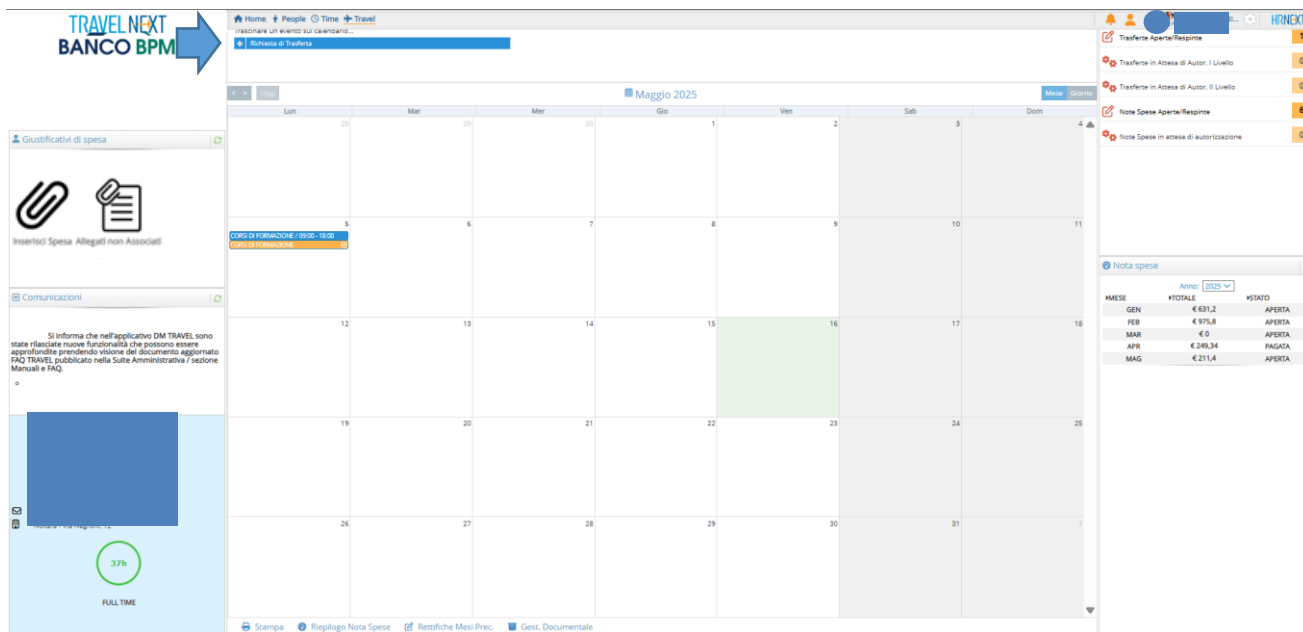 TRAVEL NEXT
BANCO BPM
Home People Time Travel
HRNEXT
Trascinare un evento sul calendario...
Richiesta di Trasferta
Trasferte Aperte/Respinte 1
Trasferte in Attesa di Autor. I Livello 0
Trasferte in Attesa di Autor. II Livello 0
Note Spese Aperte/Respinte 6
Note Spese in attesa di autorizzazione 0
Oggi
Maggio 2025
Mese Giorno
Lun Mar Mer Gio Ven Sab Dom
28 29 30 1 2 3 4
5 6 7 8 9 10 11
CORSI DI FORMAZIONE / 09:00 - 18:00
CORSI DI FORMAZIONE
12 13 14 15 16 17 18
19 20 21 22 23 24 25
26 27 28 29 30 31 1
Giustificativi di spesa
Inserisci Spesa Allegati non Associati
Comunicazioni
Si informa che nell'applicativo DM TRAVEL sono
state rilasciate nuove funzionalità che possono essere
approfondite prendendo visione del documento aggiornato
FAQ TRAVEL pubblicato nella Suite Amministrativa / sezione
Manuali e FAQ.
37h
FULL TIME
Nota spese
Anno: 2025
MESE TOTALE STATO
GEN € 631,2 APERTA
FEB € 975,8 APERTA
MAR € 0 APERTA
APR € 249,34 PAGATA
MAG € 211,4 APERTA
Stampa Riepilogo Nota Spese Rettifiche Mesi Prec. Gest. Documentale